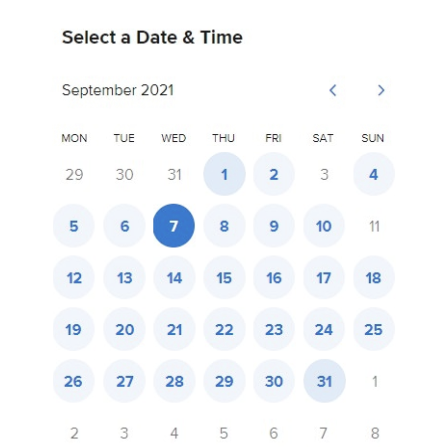 Select a Date & Time
September 2021
MON TUE WED THU FRI SAT SUN
29 30 31 1 2 3 4
5 6 7 8 9 10 11
12 13 14 15 16 17 18
19 20 21 22 23 24 25
26 27 28 29 30 31 1
2 3 4 5 6 7 8